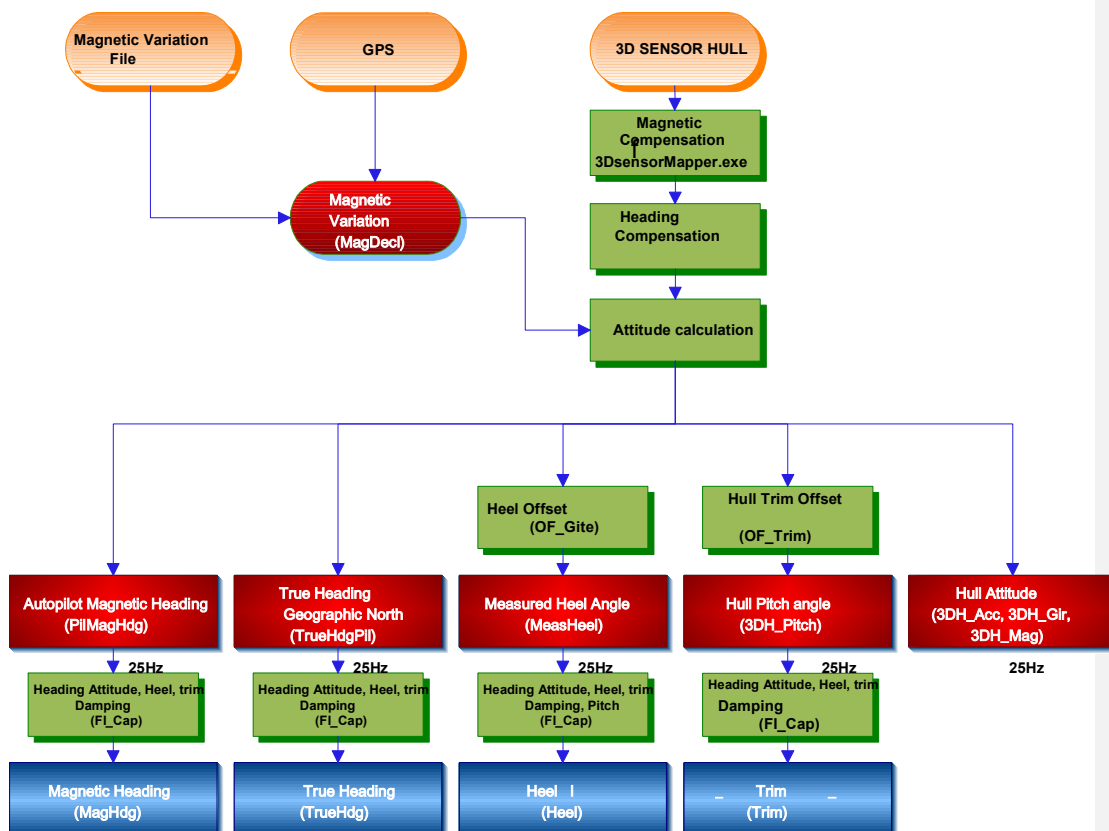 Magnetic Variation
File
GPS
3D SENSOR HULL
Magnetic
Compensation
3DsensorMapper.exe
Magnetic
Variation
(MagDecl)
Heading
Compensation
Attitude calculation
Heel Offset
(OF_Gite)
Hull Trim Offset
(OF_Trim)
Autopilot Magnetic Heading
(PilMagHdg)
True Heading
Geographic North
(TrueHdgPil)
Measured Heel Angle
(MeasHeel)
Hull Pitch angle
(3DH_Pitch)
Hull Attitude
(3DH_Acc, 3DH_Gir,
3DH_Mag)
25Hz
25Hz
25Hz
25Hz
25Hz
Heading Attitude, Heel, trim
Damping
(FI_Cap)
Heading Attitude, Heel, trim
Damping
(FI_Cap)
Heading Attitude, Heel, trim
Damping, Pitch
(FI_Cap)
Heading Attitude, Heel, trim
Damping
(FI_Cap)
Magnetic Heading
(MagHdg)
True Heading
(TrueHdg)
Heel
(Heel)
Trim
(Trim)